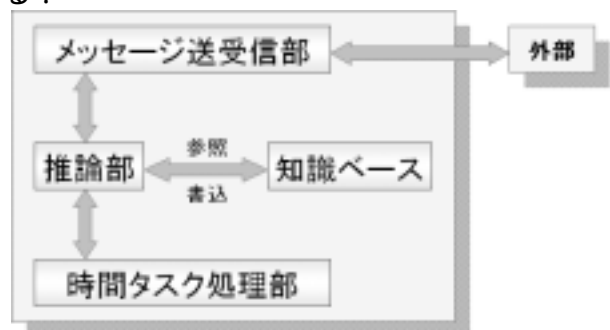 メッセージ送受信部
外部
参照
推論部
知識ベース
書込
時間タスク処理部